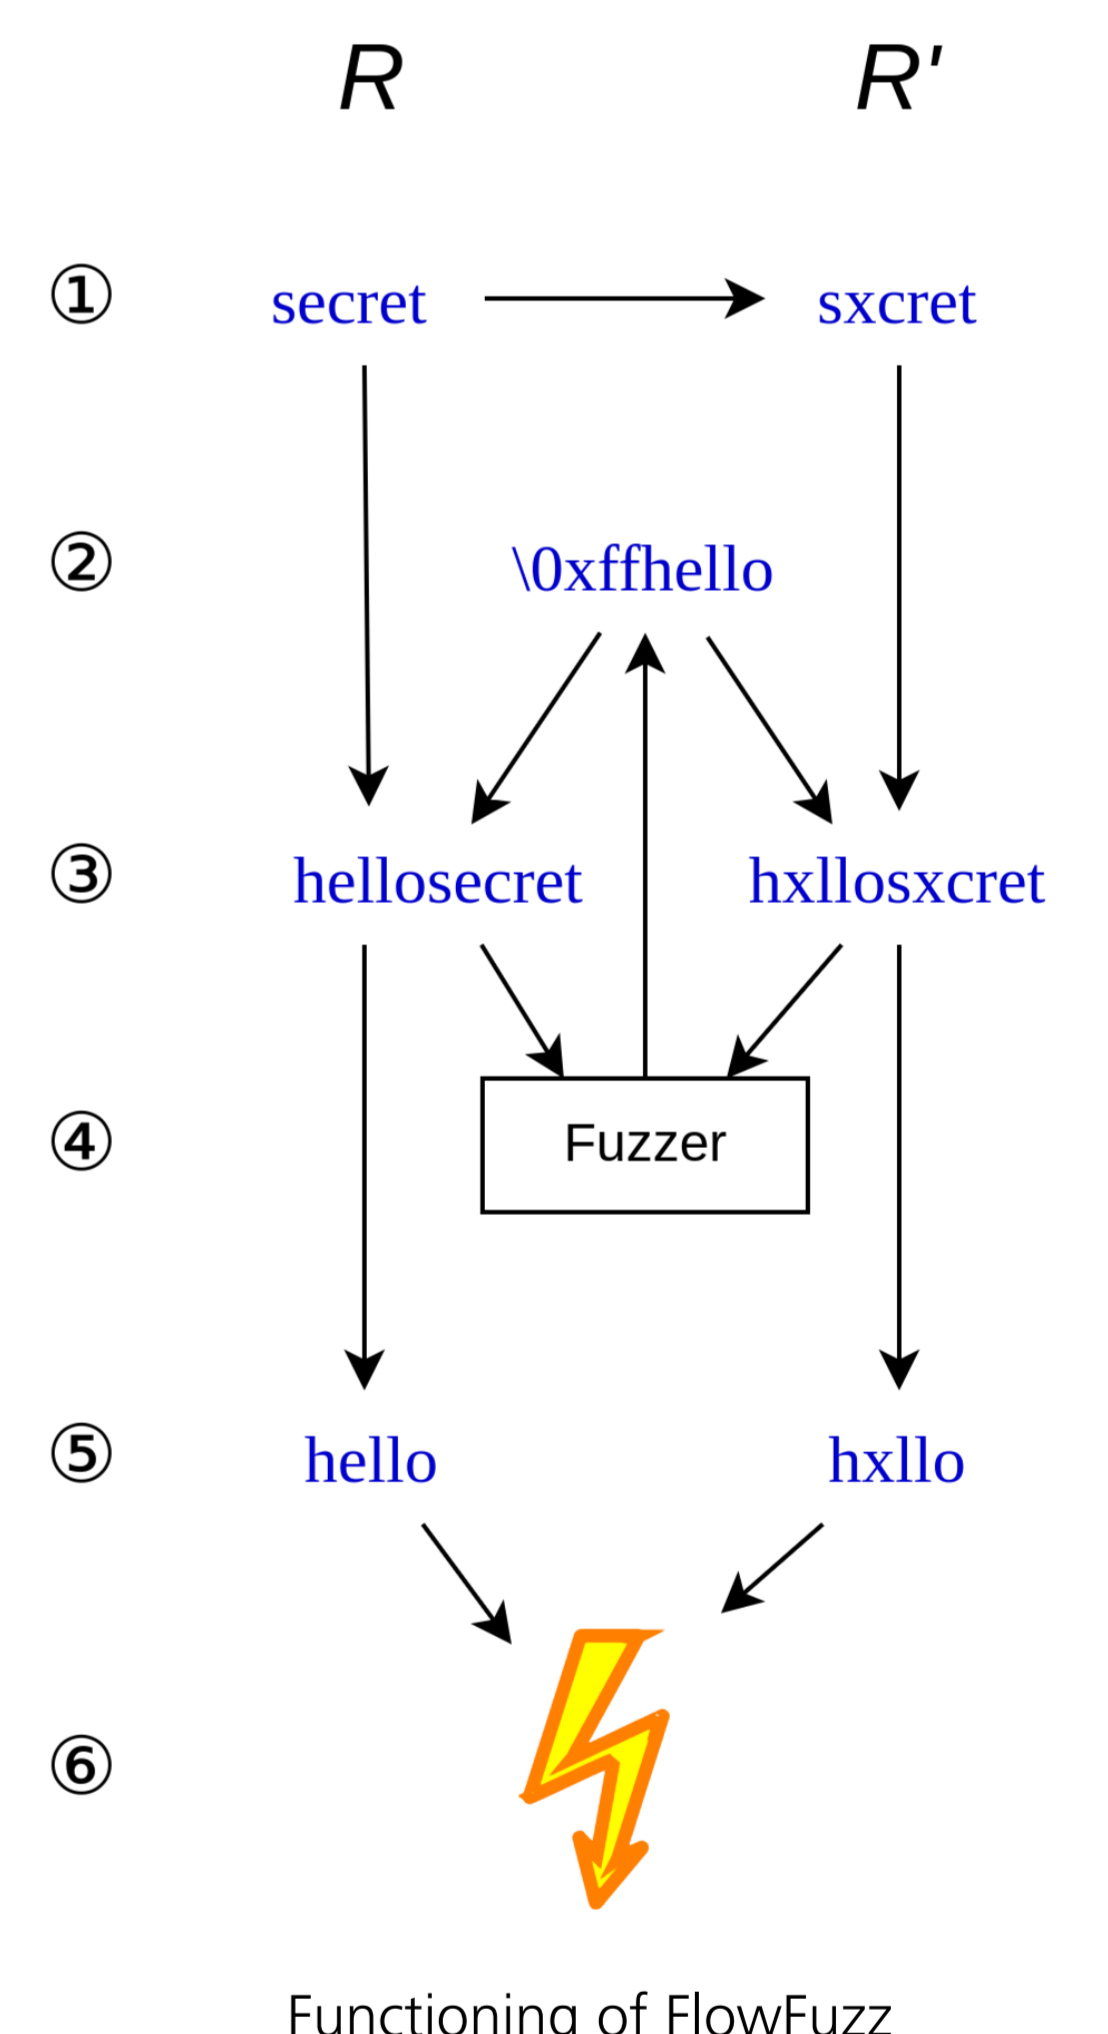 R R'
① secret sxcret
② \0xffhello
③ hellosecret hxllosxcret
④ Fuzzer
⑤ hello hxllo
⑥
Functioning of FlowFuzz